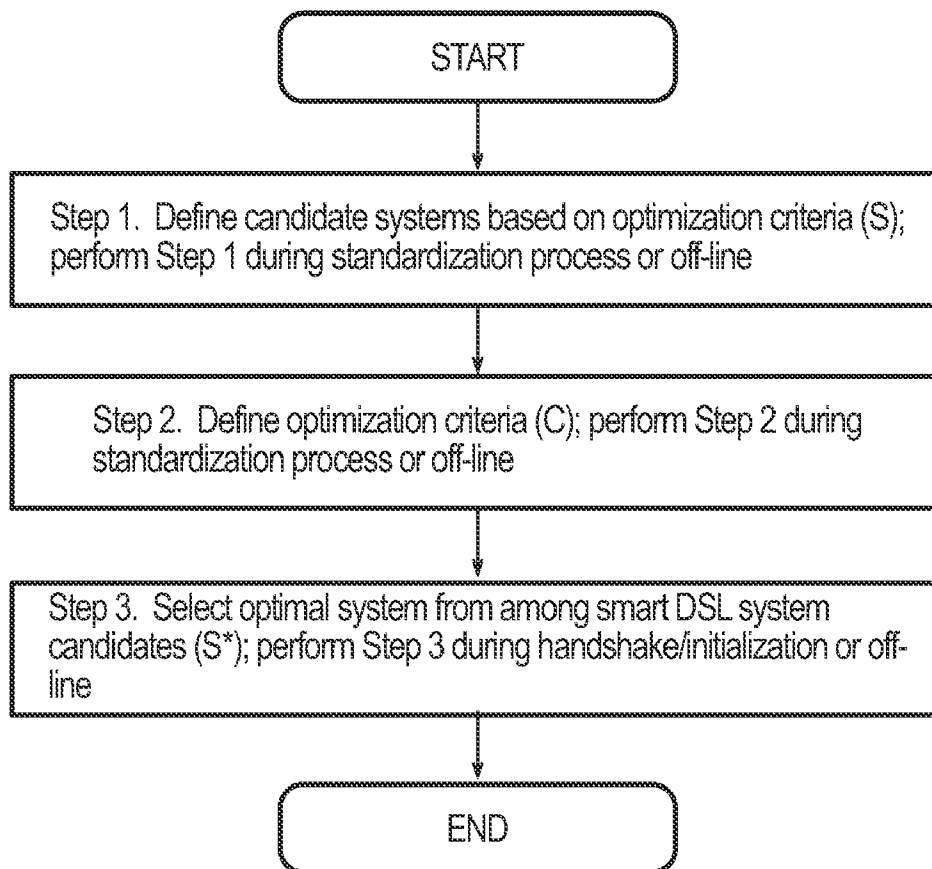 START
Step 1. Define candidate systems based on optimization criteria (S);
perform Step 1 during standardization process or off-line
Step 2. Define optimization criteria (C); perform Step 2 during
standardization process or off-line
Step 3. Select optimal system from among smart DSL system
candidates (S*); perform Step 3 during handshake/initialization or off-
line
END